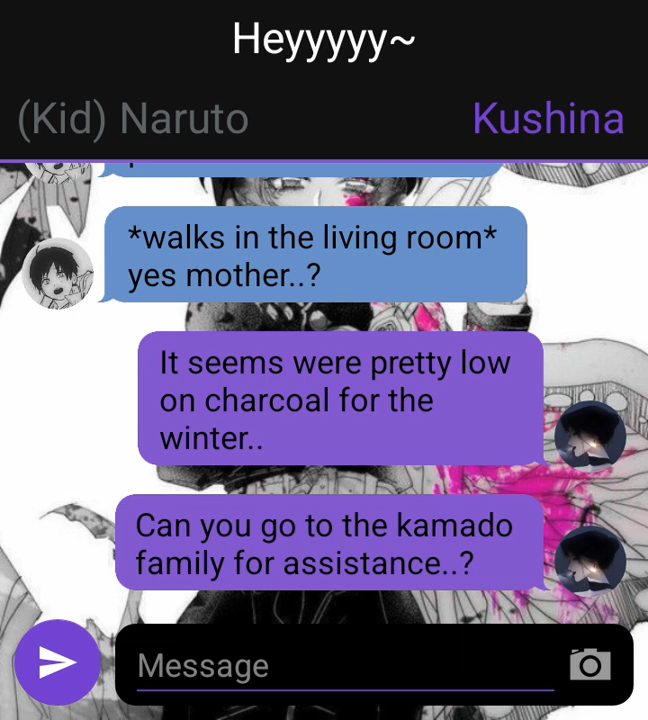 Heyyyyy~
(Kid) Naruto
Kushina
*walks in the living room*
yes mother..?
It seems were pretty low
on charcoal for the
winter..
Can you go to the kamado
family for assistance..?
Message